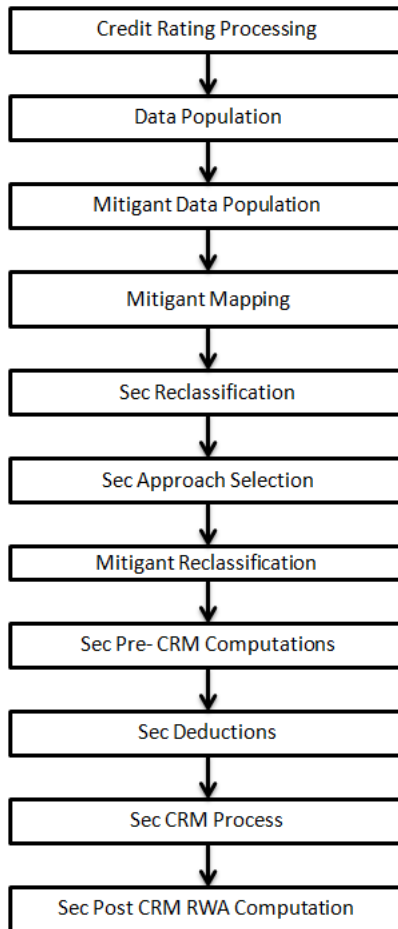 Credit Rating Processing
Data Population
Mitigant Data Population
Mitigant Mapping
Sec Reclassification
Sec Approach Selection
Mitigant Reclassification
Sec Pre- CRM Computations
Sec Deductions
Sec CRM Process
Sec Post CRM RWA Computation